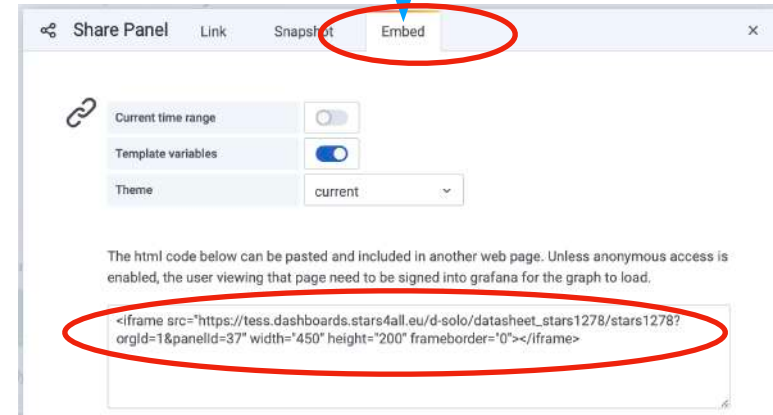 Share Panel Link Snapshot Embed
Current time range
Template variables
Theme current
The html code below can be pasted and included in another web page. Unless anonymous access is
enabled, the user viewing that page need to be signed into grafana for the graph to load.
<iframe src="https://tess.dashboards.stars4all.eu/d-solo/datasheet_stars1278/stars1278?
orgId=1&panelId=37" width="450" height="200" frameborder="0"></iframe>